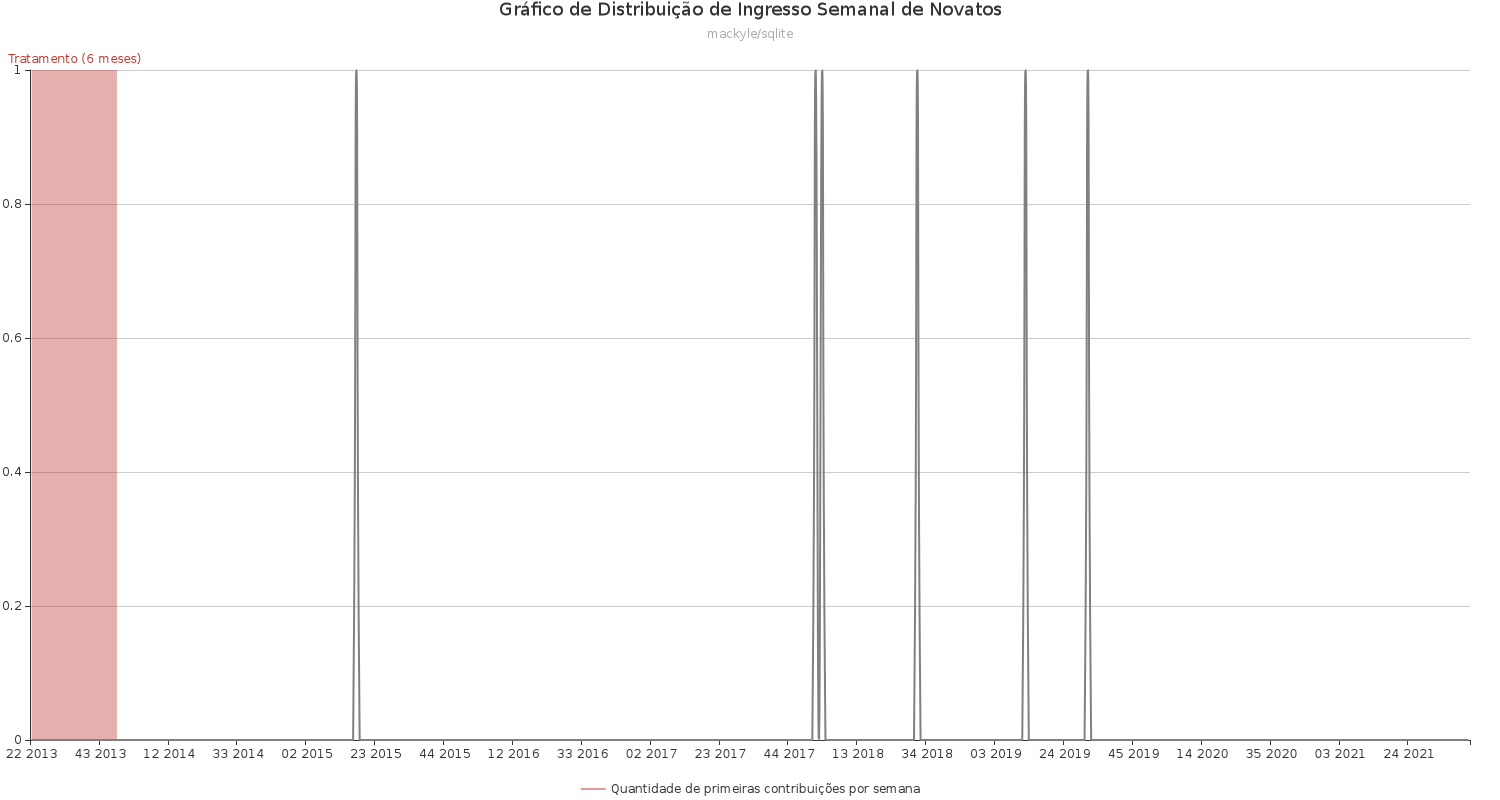 Gráfico de Distribuição de Ingresso Semanal de Novatos
mackyle/sqlite
Tratamento (6 meses)
1
0.8
0.6
0.4
0.2
0
22 2013 43 2013 12 2014 33 2014 02 2015 23 2015 44 2015 12 2016 33 2016 02 2017 23 2017 44 2017 13 2018 34 2018 03 2019 24 2019 45 2019 14 2020 35 2020 03 2021 24 2021
Quantidade de primeiras contribuições por semana